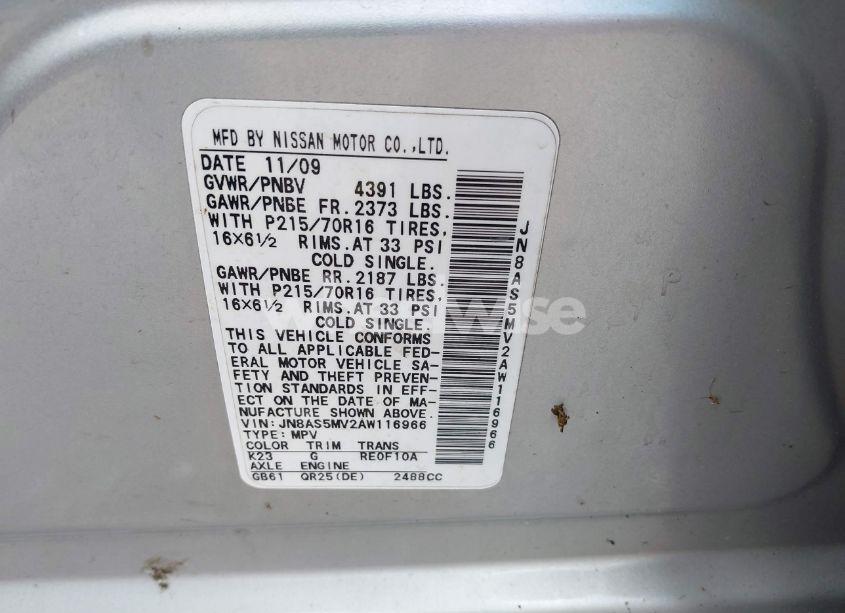 MFD BY NISSAN MOTOR CO.,LTD.
DATE 11/09
GVWR/PNBV 4391 LBS.
GAWR/PNBE FR. 2373 LBS.
WITH P215/70R16 TIRES,
16X6½ RIMS.AT 33 PSI
COLD SINGLE.
GAWR/PNBE RR. 2187 LBS.
WITH P215/70R16 TIRES,
16X6½ RIMS.AT 33 PSI
COLD SINGLE.
THIS VEHICLE CONFORMS
TO ALL APPLICABLE FED-
ERAL MOTOR VEHICLE SA-
FETY AND THEFT PREVEN-
TION STANDARDS IN EFF-
ECT ON THE DATE OF MA-
NUFACTURE SHOWN ABOVE.
VIN: JN8AS5MV2AW116966
TYPE: MPV
COLOR TRIM TRANS
K23 G RE0F10A
AXLE ENGINE
GB61 QR25(DE) 2488CC
JN8AS5MV2AW116966